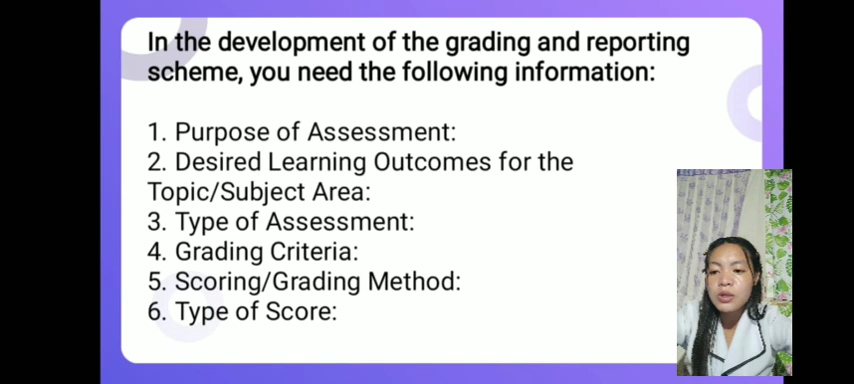 In the development of the grading and reporting
scheme, you need the following information:
1. Purpose of Assessment:
2. Desired Learning Outcomes for the
Topic/Subject Area:
3. Type of Assessment:
4. Grading Criteria:
5. Scoring/Grading Method:
6. Type of Score: